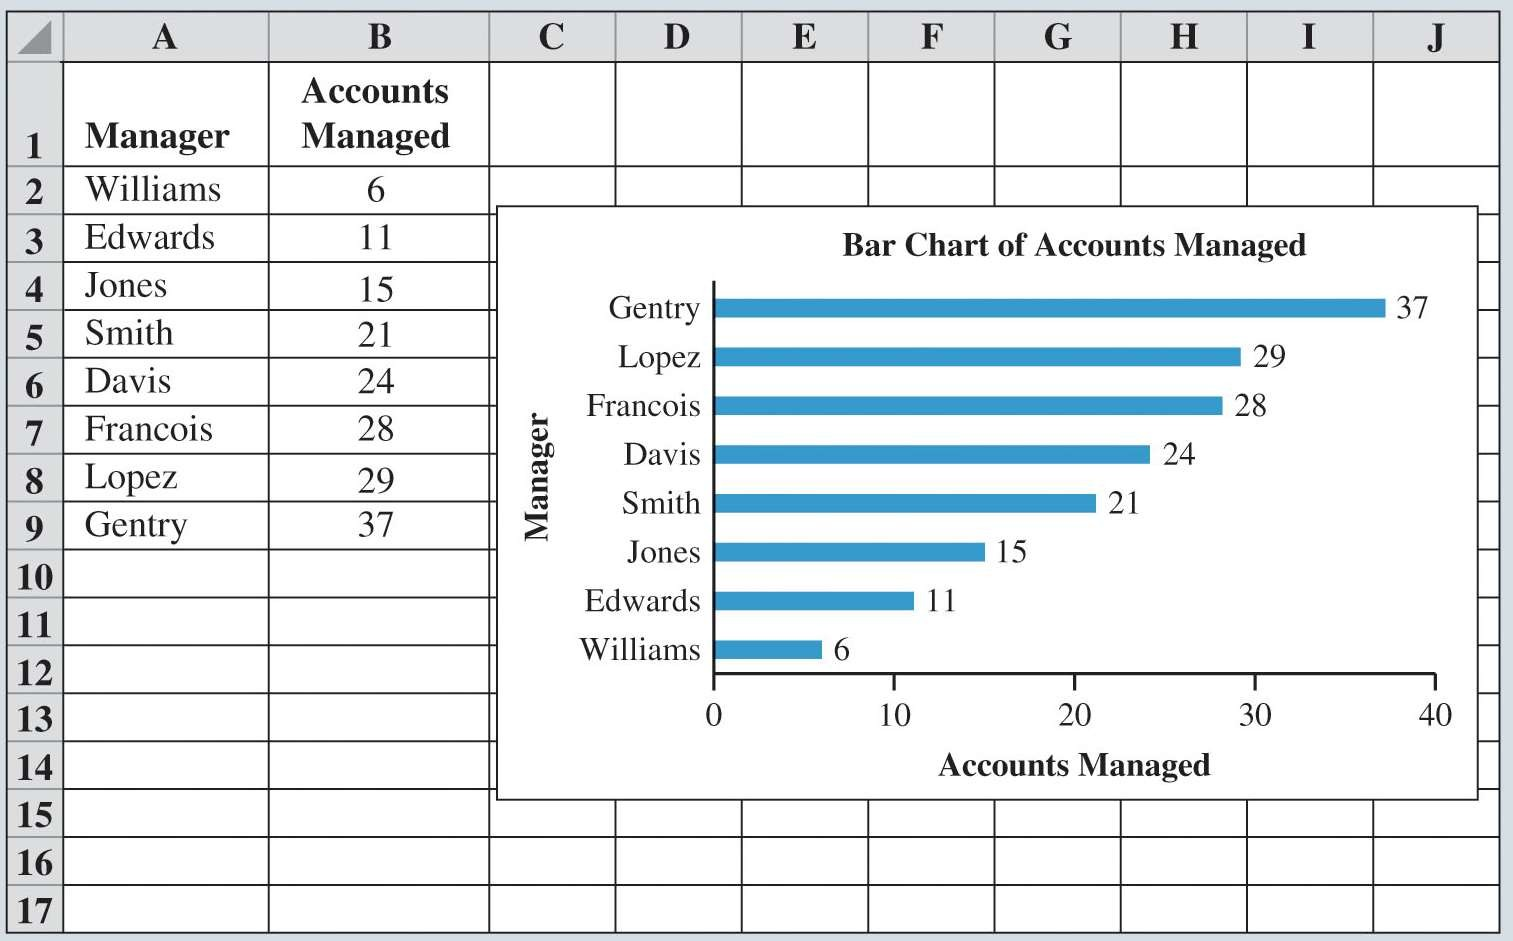 A B C D E F G H I J
Accounts
1 Manager Managed
2 Williams 6
3 Edwards 11
4 Jones 15
5 Smith 21
6 Davis 24
7 Francois 28
8 Lopez 29
9 Gentry 37
10
11
12
13
14
15
16
17
Bar Chart of Accounts Managed
Manager
Gentry 37
Lopez 29
Francois 28
Davis 24
Smith 21
Jones 15
Edwards 11
Williams 6
0 10 20 30 40
Accounts Managed